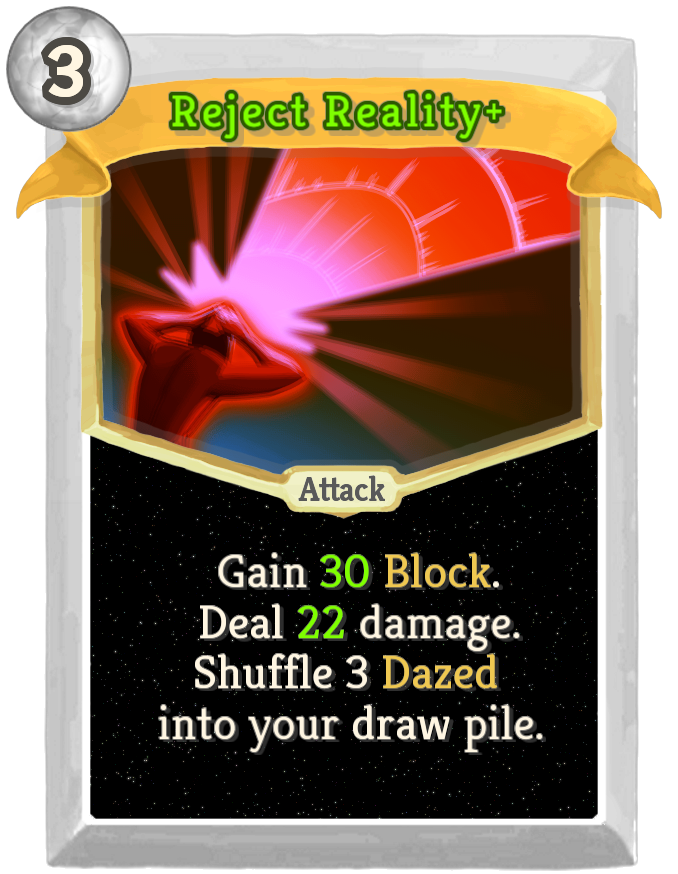 3
Reject Reality+
Attack
Gain 30 Block.
Deal 22 damage.
Shuffle 3 Dazed
into your draw pile.